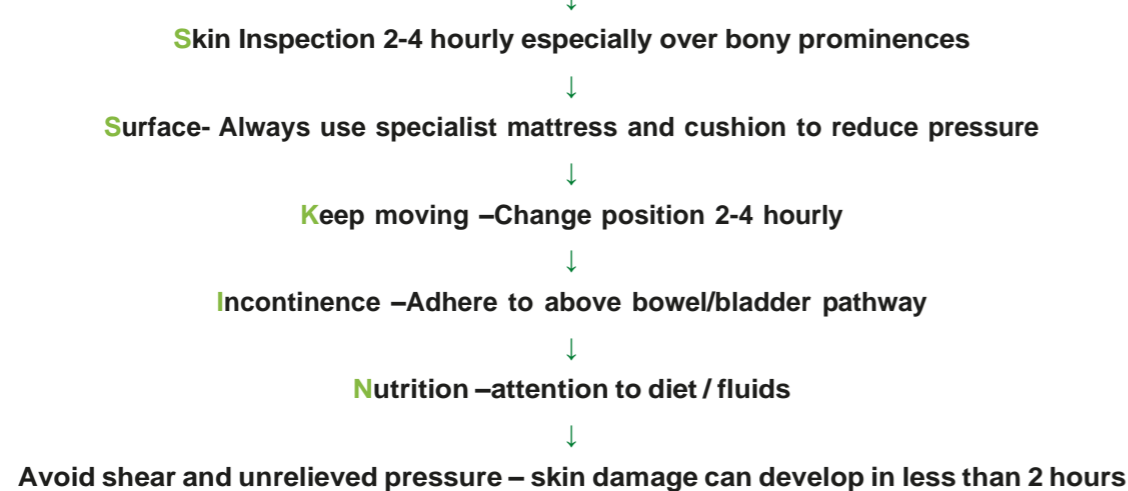 ↓
Skin Inspection 2-4 hourly especially over bony prominences
↓
Surface- Always use specialist mattress and cushion to reduce pressure
↓
Keep moving –Change position 2-4 hourly
↓
Incontinence –Adhere to above bowel/bladder pathway
↓
Nutrition –attention to diet / fluids
↓
Avoid shear and unrelieved pressure – skin damage can develop in less than 2 hours